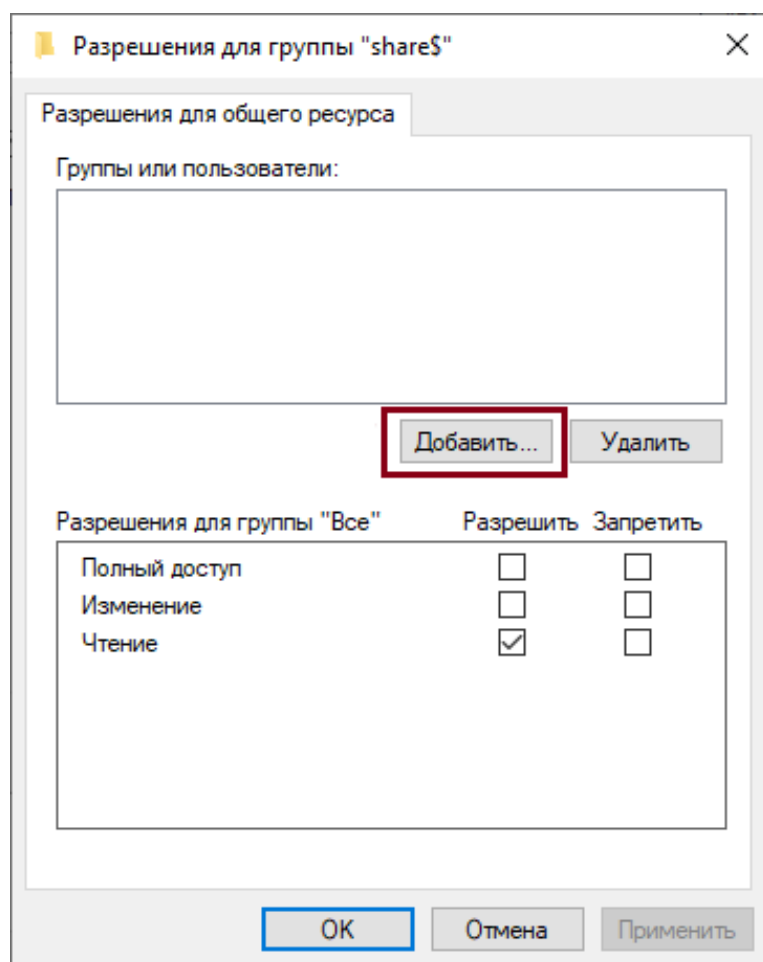 Разрешения для группы "share$"
Разрешения для общего ресурса
Группы или пользователи:
Добавить... Удалить
Разрешения для группы "Все" Разрешить Запретить
Полный доступ
Изменение
Чтение
OK Отмена Применить